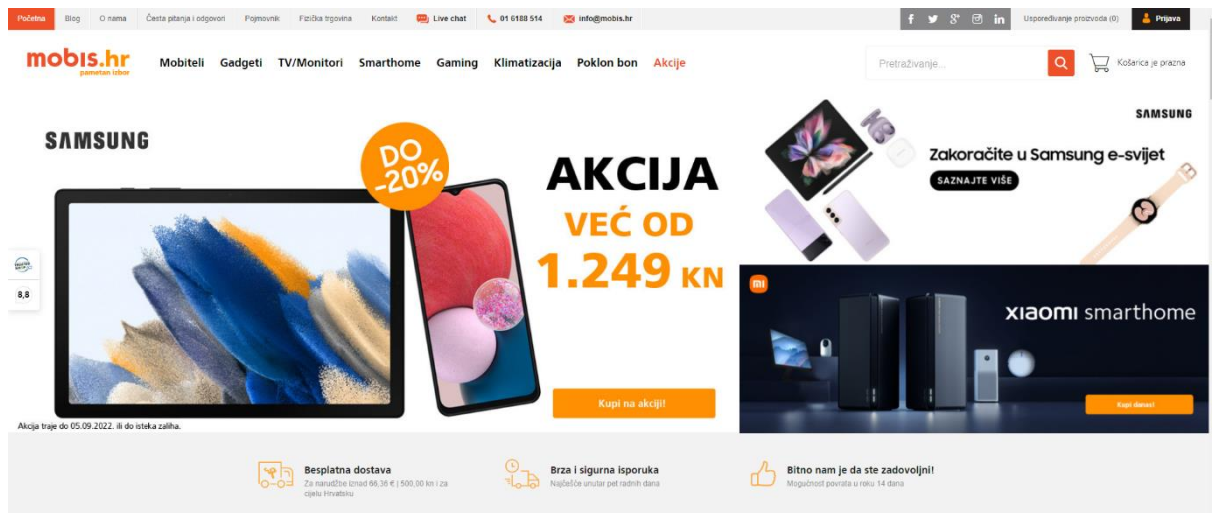 Početna Blog O nama Česta pitanja i odgovori Pojmovnik Fizička trgovina Kontakt Live chat 01 6188 514 info@mobis.hr Uspoređivanje proizvoda (0) Prijava
mobis.hr
pametan izbor
Mobiteli Gadgeti TV/Monitori Smarthome Gaming Klimatizacija Poklon bon Akcije
Pretraživanje...
Košarica je prazna
SAMSUNG
DO
-20%
AKCIJA
VEĆ OD
1.249 KN
Kupi na akciji!
Akcija traje do 05.09.2022. ili do isteka zaliha.
8,8
SAMSUNG
Zakoračite u Samsung e-svijet
SAZNAJTE VIŠE
mi
xiaomi smarthome
Kupi danas!
Besplatna dostava
Za narudžbe iznad 66,36 € | 500,00 kn i za
cijelu Hrvatsku
Brza i sigurna isporuka
Najčešće unutar pet radnih dana
Bitno nam je da ste zadovoljni!
Mogućnost povrata u roku 14 dana